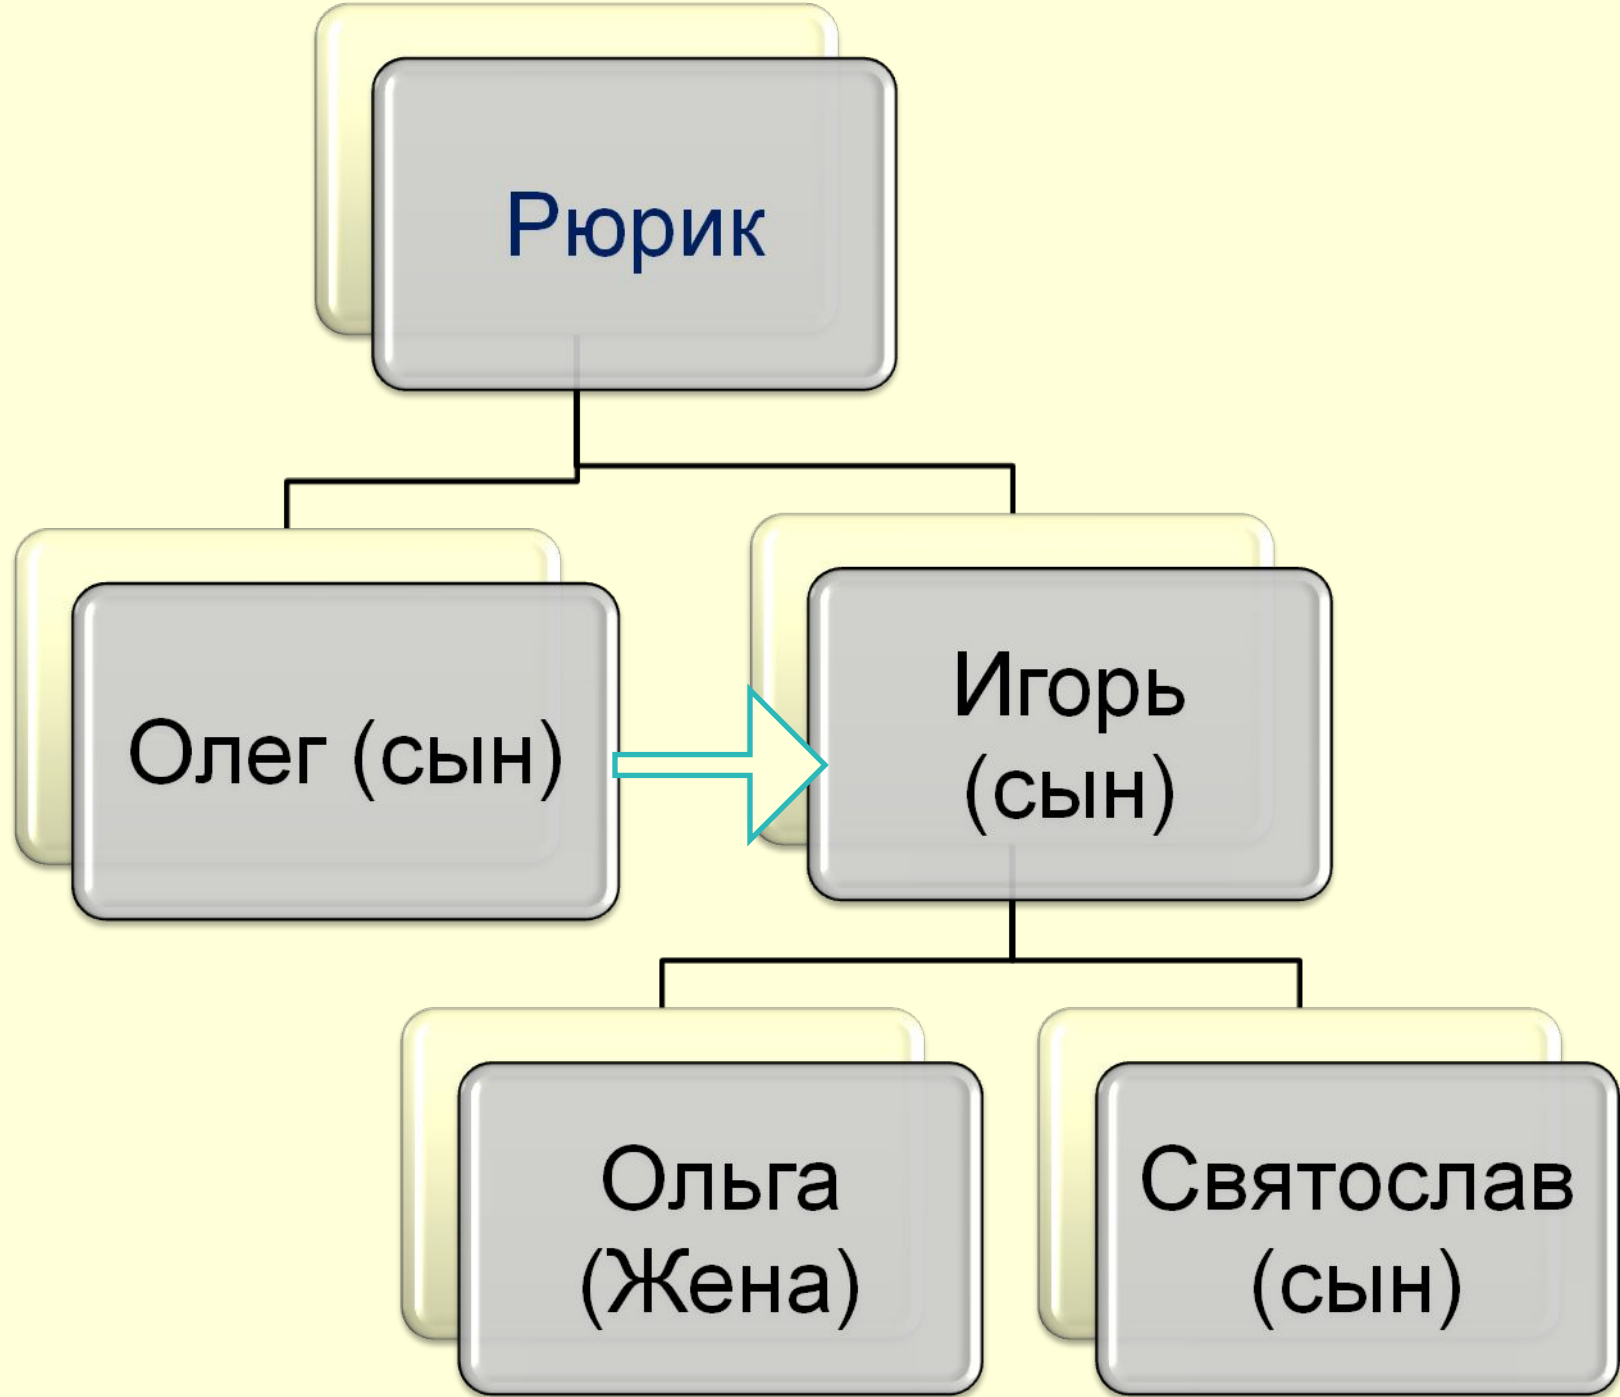 Рюрик
Олег (сын)
Игорь
(сын)
Ольга
(Жена)
Святослав
(сын)